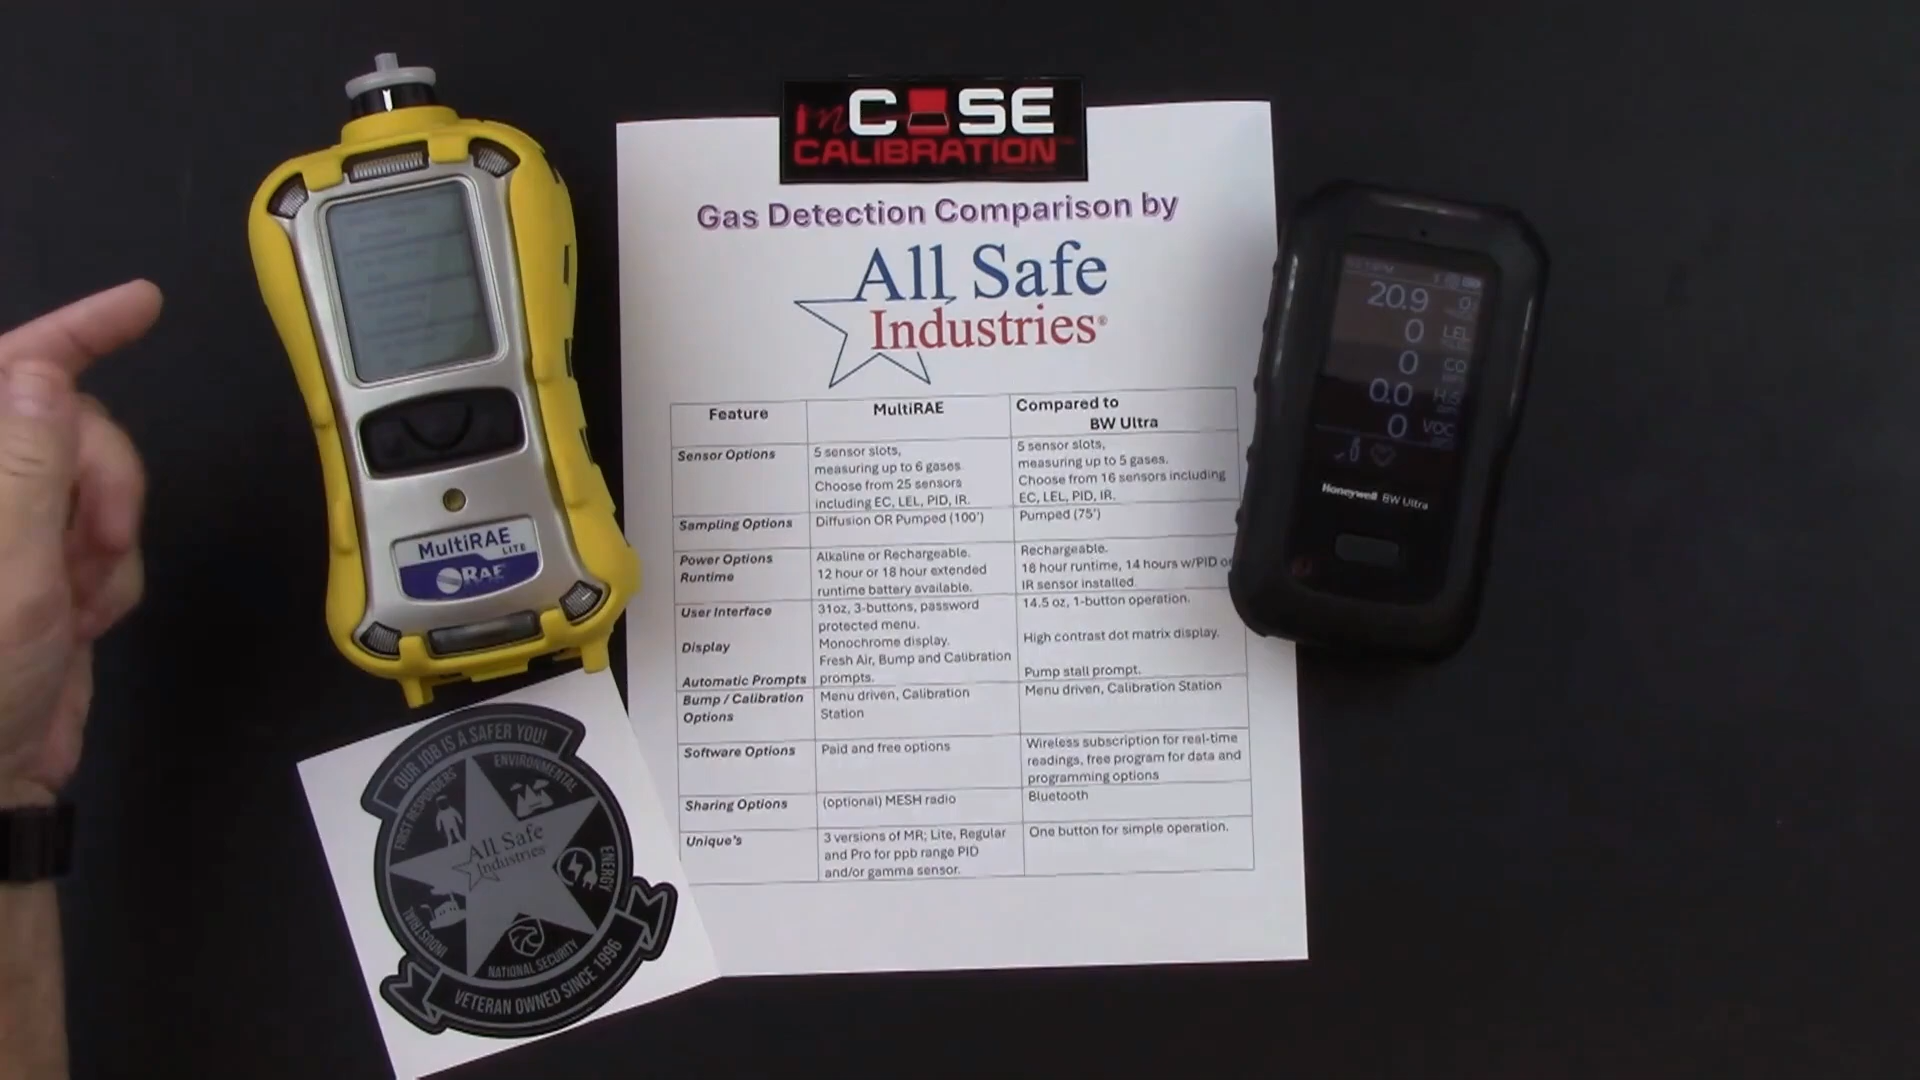 in CASE
CALIBRATION
Gas Detection Comparison by
All Safe
Industries®
Feature MultiRAE Compared to
BW Ultra
Sensor Options 5 sensor slots,
measuring up to 6 gases
Choose from 25 sensors
including EC, LEL, PID, IR.
5 sensor slots,
measuring up to 5 gases.
Choose from 16 sensors including
EC, LEL, PID, IR.
Sampling Options Diffusion OR Pumped (100') Pumped (75')
Power Options
Runtime
Alkaline or Rechargeable.
12 hour or 18 hour extended
runtime battery available.
Rechargeable.
18 hour runtime, 14 hours w/PID or
IR sensor installed.
User Interface
Display
Automatic Prompts
31oz, 3-buttons, password
protected menu.
Monochrome display.
Fresh Air, Bump and Calibration
prompts.
14.5 oz, 1-button operation.
High contrast dot matrix display.
Pump stall prompt.
Bump / Calibration
Options
Menu driven, Calibration
Station
Menu driven, Calibration Station
Software Options Paid and free options
Wireless subscription for real-time
readings, free program for data and
programming options
Sharing Options (optional) MESH radio Bluetooth
Unique's
3 versions of MR; Lite, Regular
and Pro for ppb range PID
and/or gamma sensor.
One button for simple operation.
MultiRAE
LITE
RAE
20.9 O₂
0 LEL
0 CO
0.0 H₂S
0 VOC
Honeywell BW Ultra
OUR JOB IS A SAFER YOU!
FIRST RESPONDERS
ENVIRONMENTAL
ENERGY
NATIONAL SECURITY
INDUSTRIAL
All Safe
Industries
VETERAN OWNED SINCE 1996